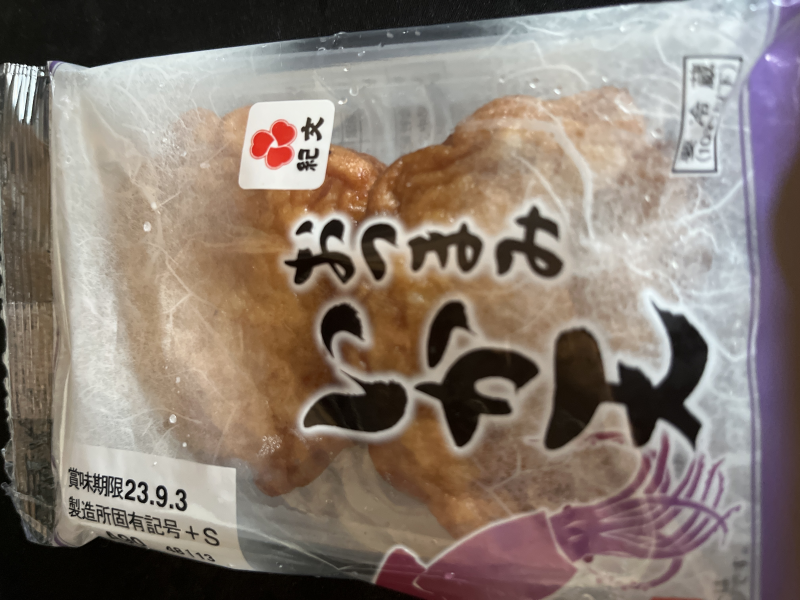 紀文
おつまみ
いか天
要冷蔵
賞味期限23.9.3
製造所固有記号+S